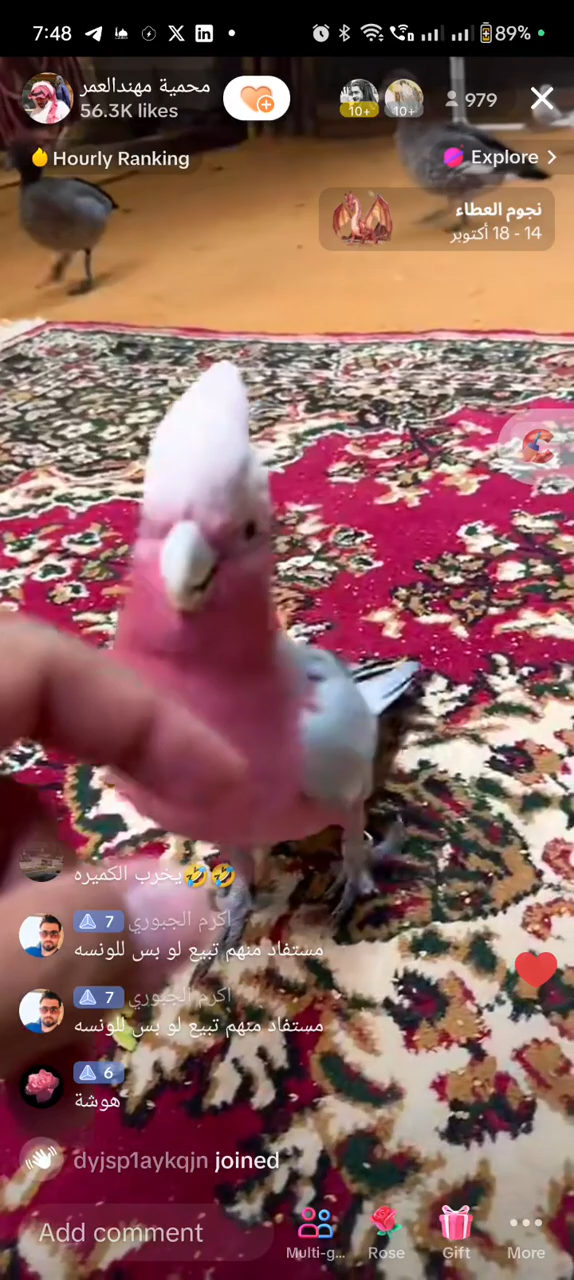 7:48
89%
محمية مهندالعمر
56.3K likes
10+
10+
979
Hourly Ranking
Explore
نجوم العطاء
14 - 18 أكتوبر
يخرب الكميره🤣🤣
7 اكرم الجبوري
مستفاد منهم تبيع لو بس للونسه
7 اكرم الجبوري
مستفاد منهم تبيع لو بس للونسه
6
هوشة
dyjsp1aykqjn joined
Add comment
Multi-g...
Rose
Gift
More